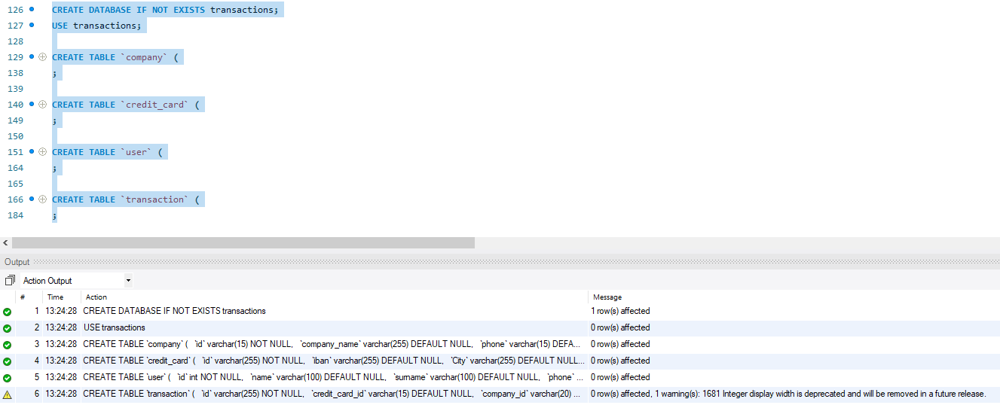 126 CREATE DATABASE IF NOT EXISTS transactions;
127 USE transactions;
128
129 CREATE TABLE `company` (
138 ;
139
140 CREATE TABLE `credit_card` (
149 ;
150
151 CREATE TABLE `user` (
164 ;
165
166 CREATE TABLE `transaction` (
184 ;
Output
Action Output
# Time Action Message
1 13:24:28 CREATE DATABASE IF NOT EXISTS transactions 1 row(s) affected
2 13:24:28 USE transactions 0 row(s) affected
3 13:24:28 CREATE TABLE `company` ( `id` varchar(15) NOT NULL, `company_name` varchar(255) DEFAULT NULL, `phone` varchar(15) DEFA... 0 row(s) affected
4 13:24:28 CREATE TABLE `credit_card` ( `id` varchar(255) NOT NULL, `iban` varchar(255) DEFAULT NULL, `City` varchar(255) DEFAULT NULL... 0 row(s) affected
5 13:24:28 CREATE TABLE `user` ( `id` int NOT NULL, `name` varchar(100) DEFAULT NULL, `surname` varchar(100) DEFAULT NULL, `phone` ... 0 row(s) affected
6 13:24:28 CREATE TABLE `transaction` ( `id` varchar(255) NOT NULL, `credit_card_id` varchar(15) DEFAULT NULL, `company_id` varchar(20) ... 0 row(s) affected, 1 warning(s): 1681 Integer display width is deprecated and will be removed in a future release.